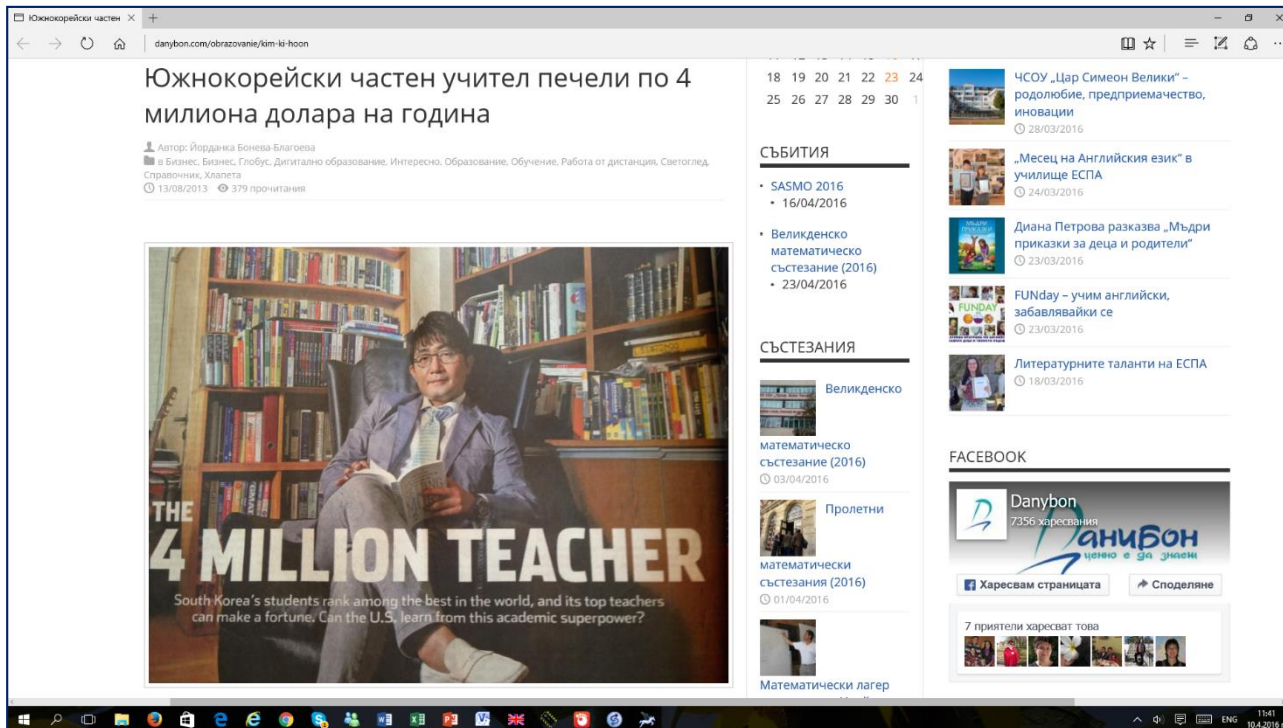 Южнокорейски частен
danybon.com/obrazovanie/kim-ki-hoon
Южнокорейски частен учител печели по 4
милиона долара на година
Автор: Йорданка Бонева-Благоева
в Бизнес, Бизнес, Глобус, Дигитално образование, Интересно, Образование, Обучение, Работа от дистанция, Светоглед,
Справочник, Хлапета
13/08/2013 379 прочитания
THE
4 MILLION TEACHER
South Korea's students rank among the best in the world, and its top teachers
can make a fortune. Can the U.S. learn from this academic superpower?
18 19 20 21 22 23 24
25 26 27 28 29 30 1
СЪБИТИЯ
SASMO 2016
16/04/2016
Великденско
математическо
състезание (2016)
23/04/2016
СЪСТЕЗАНИЯ
Великденско
математическо
състезание (2016)
03/04/2016
Пролетни
математически
състезания (2016)
01/04/2016
Математически лагер
ЧСОУ „Цар Симеон Велики“ –
родолюбие, предприемачество,
иновации
28/03/2016
„Месец на Английския език“ в
училище ЕСПА
24/03/2016
Диана Петрова разказва „Мъдри
приказки за деца и родители“
23/03/2016
FUNday – учим английски,
забавлявайки се
23/03/2016
Литературните таланти на ЕСПА
18/03/2016
FUNDAY
FACEBOOK
Danybon
7356 харесвания
Данибон
ценно е да знаеш
Харесвам страницата
Споделяне
7 приятели харесват това
ENG
11:41
10.4.2016